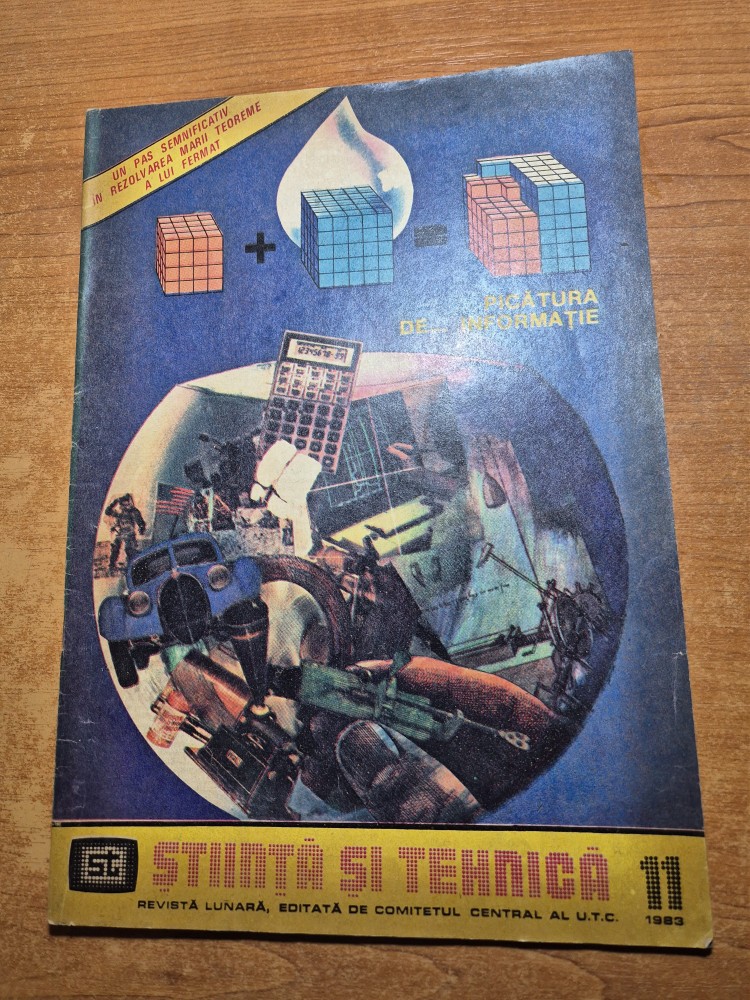 UN PAS SEMNIFICATIV
ÎN REZOLVAREA MARII TEOREME
A LUI FERMAT
+ =
PICĂTURA
DE... INFORMAȚIE
st
ȘTIINȚĂ ȘI TEHNICĂ
11
REVISTĂ LUNARĂ, EDITATĂ DE COMITETUL CENTRAL AL U.T.C.
1983